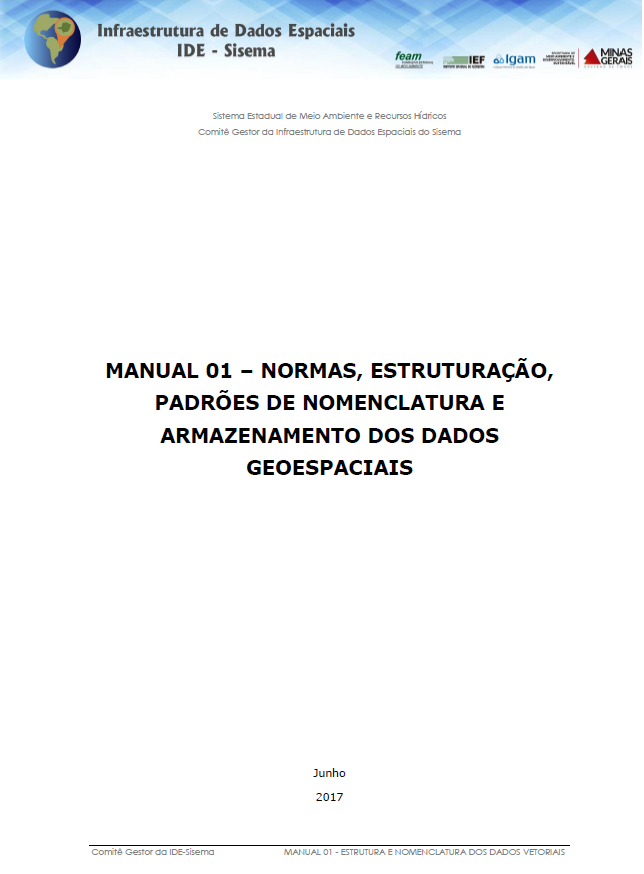 Infraestrutura de Dados Espaciais
IDE - Sisema
feam
IEF
Igam
MINAS
GERAIS
Sistema Estadual de Meio Ambiente e Recursos Hídricos
Comitê Gestor da Infraestrutura de Dados Espaciais do Sisema
MANUAL 01 – NORMAS, ESTRUTURAÇÃO,
PADRÕES DE NOMENCLATURA E
ARMAZENAMENTO DOS DADOS
GEOESPACIAIS
Junho
2017
Comitê Gestor da IDE-Sisema MANUAL 01 - ESTRUTURA E NOMENCLATURA DOS DADOS VETORIAIS